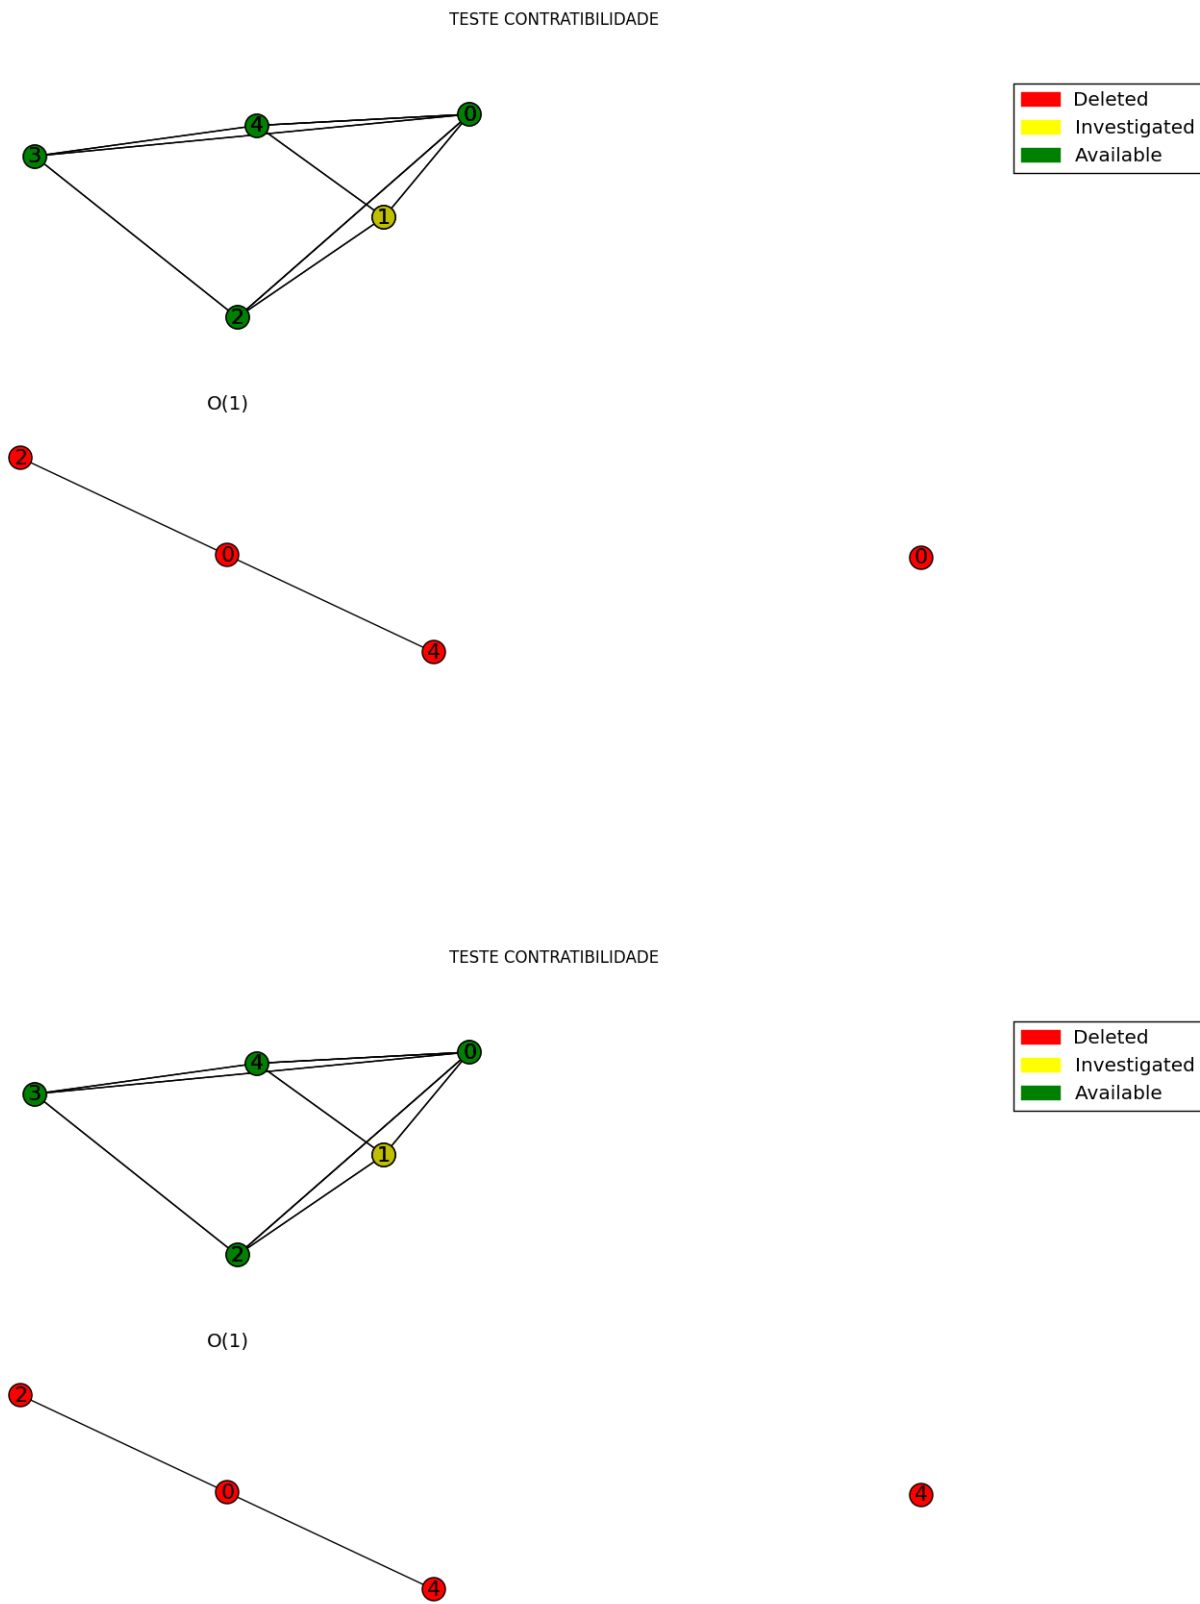 TESTE CONTRATIBILIDADE
Deleted
Investigated
Available
0
4
3
1
2
O(1)
2
0
0
4
TESTE CONTRATIBILIDADE
Deleted
Investigated
Available
0
4
3
1
2
O(1)
2
0
4
4